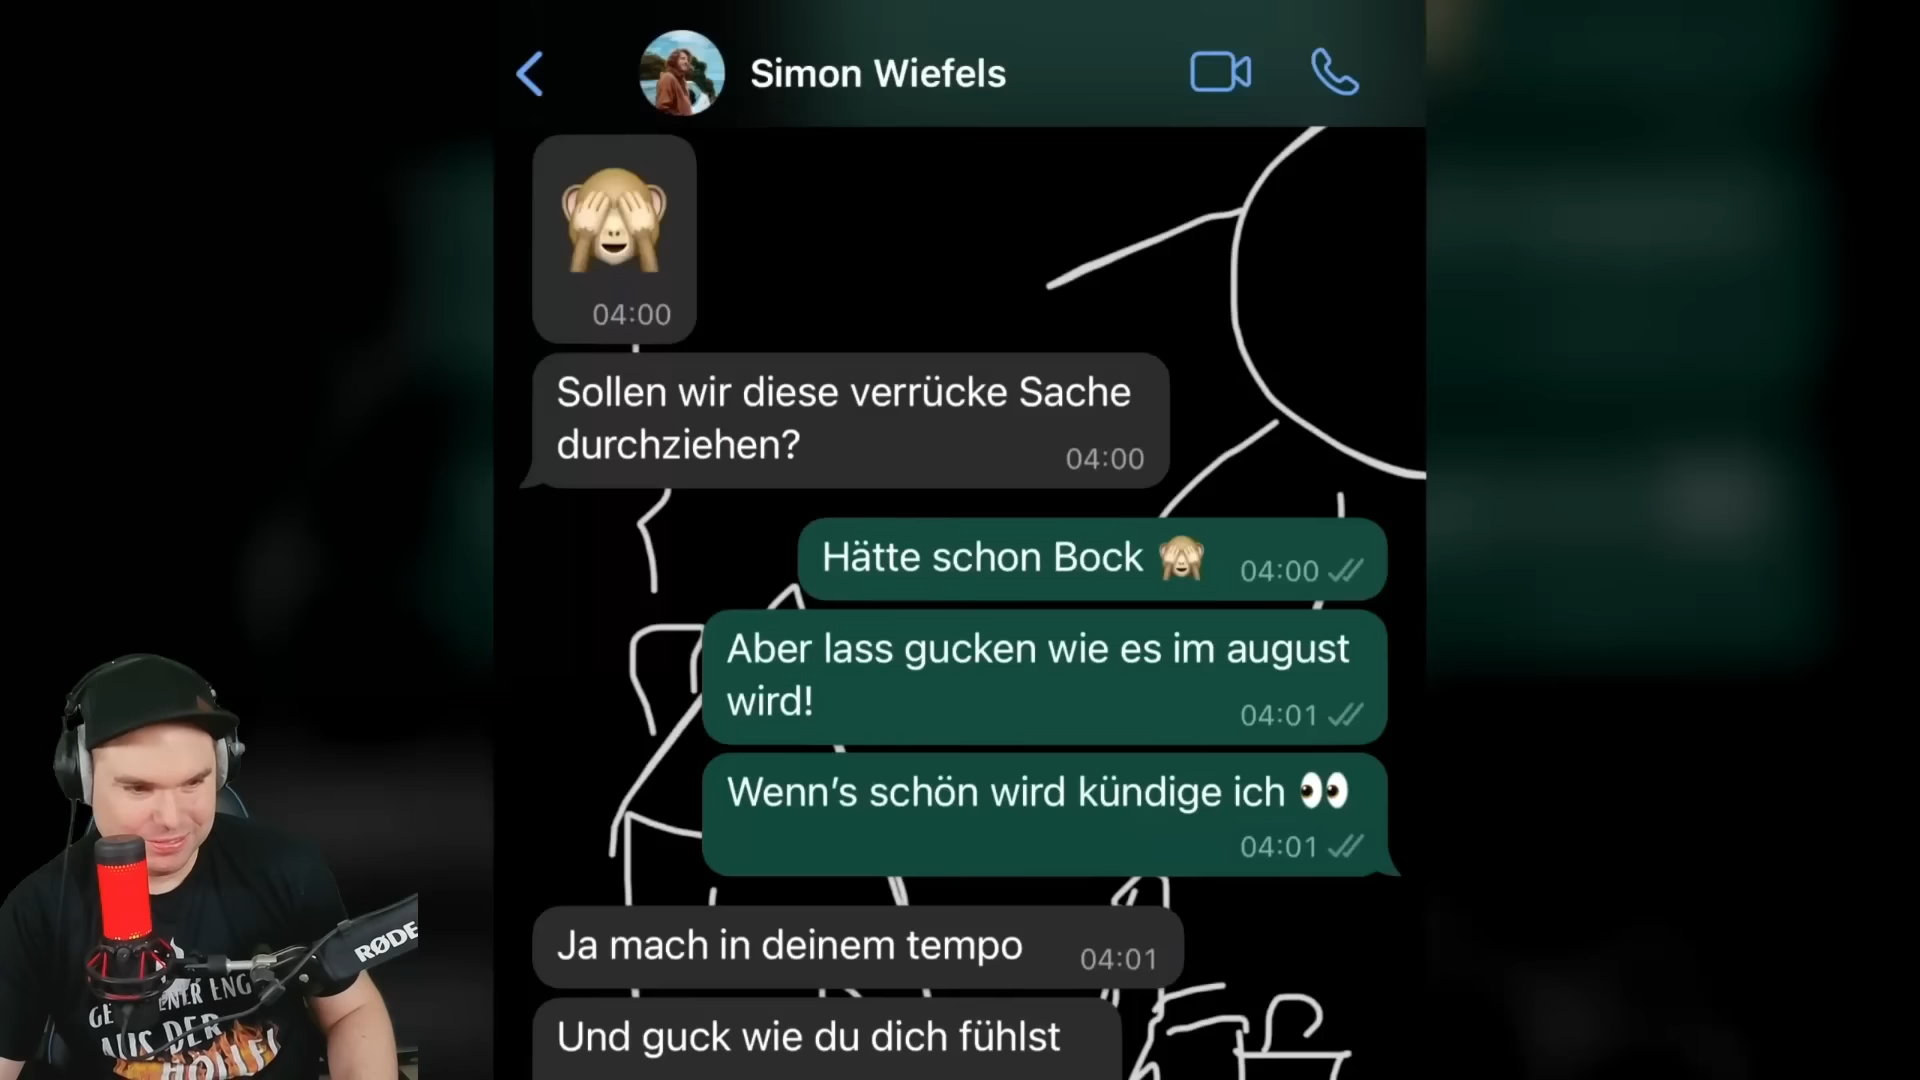 Simon Wiefels
04:00
Sollen wir diese verrücke Sache
durchziehen?
04:00
Hätte schon Bock 🙈 04:00
Aber lass gucken wie es im august
wird!
04:01
Wenn's schön wird kündige ich 👀
04:01
Ja mach in deinem tempo 04:01
Und guck wie du dich fühlst
RØDE
AUS DER